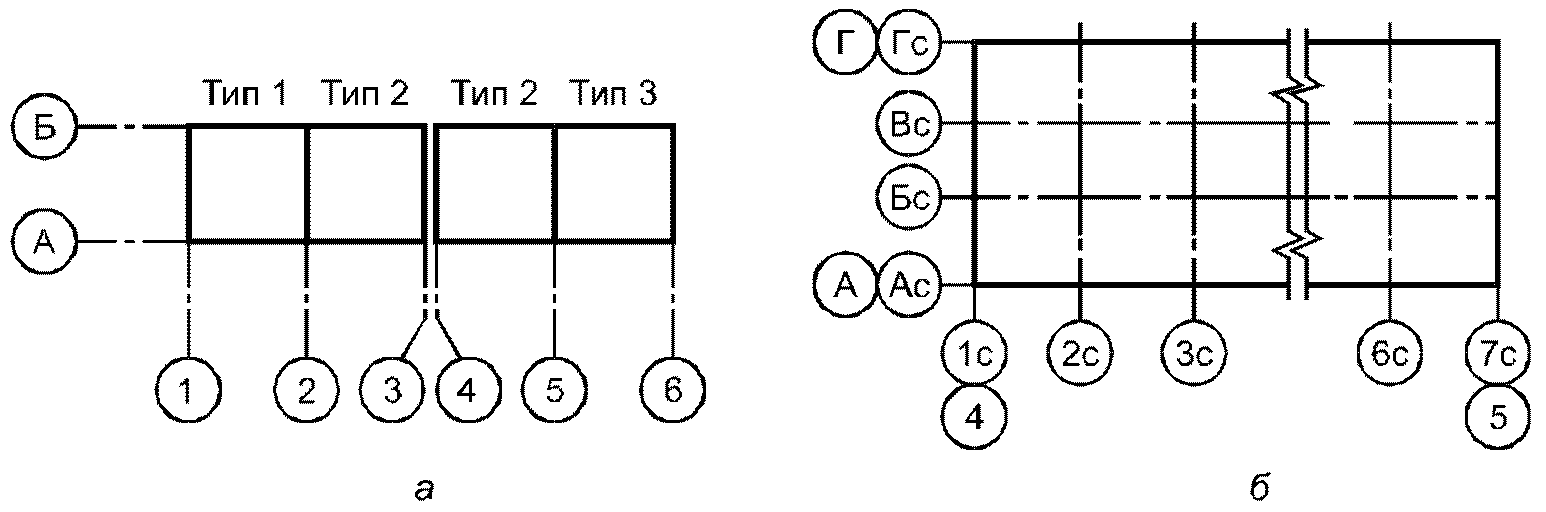 Тип 1 Тип 2 Тип 2 Тип 3
Б
А
1 2 3 4 5 6
а
Г Гс
Вс
Бс
А Ас
1с 2с 3с 6с 7с
4 5
б